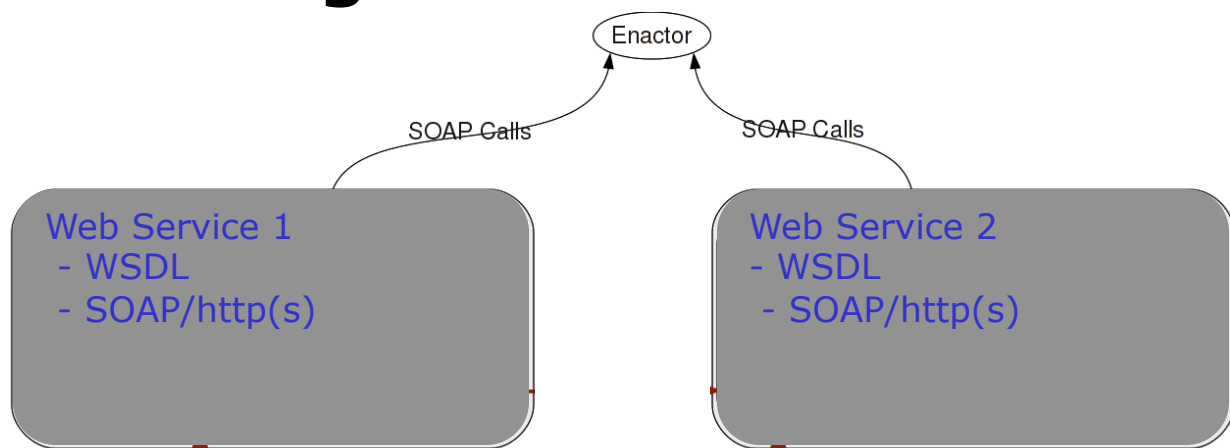 Enactor
SOAP Calls
SOAP Calls
Web Service 1
- WSDL
- SOAP/http(s)
Web Service 2
- WSDL
- SOAP/http(s)